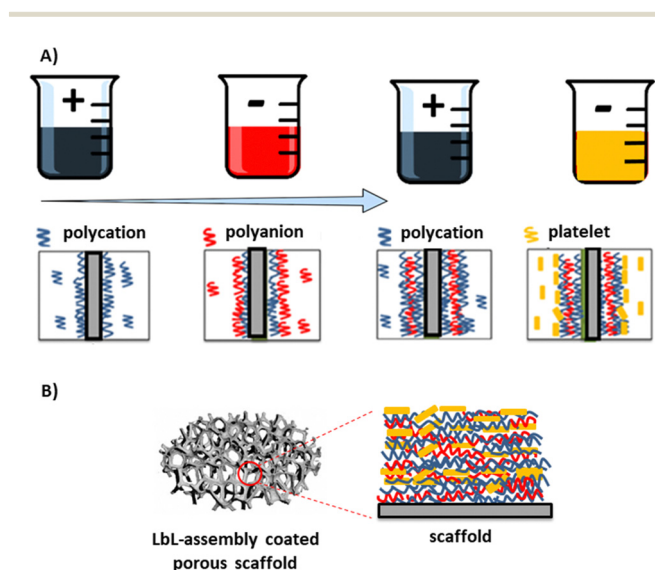 A)
+ - + -
polycation polyanion polycation platelet
B)
LbL-assembly coated
porous scaffold
scaffold